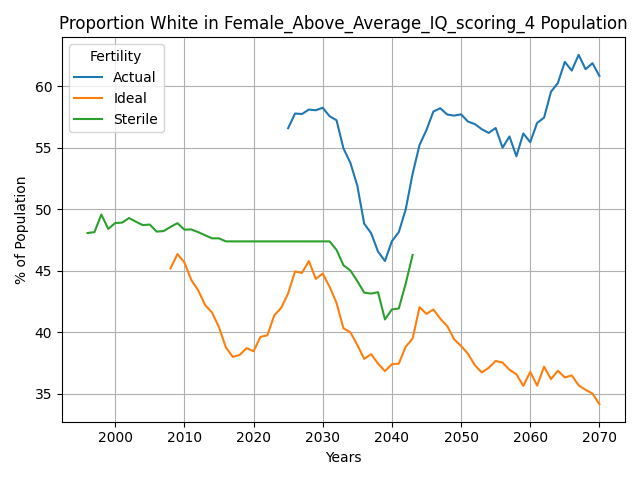 Proportion White in Female_Above_Average_IQ_scoring_4 Population
Fertility
Actual
Ideal
Sterile
% of Population
60
55
50
45
40
35
2000 2010 2020 2030 2040 2050 2060 2070
Years